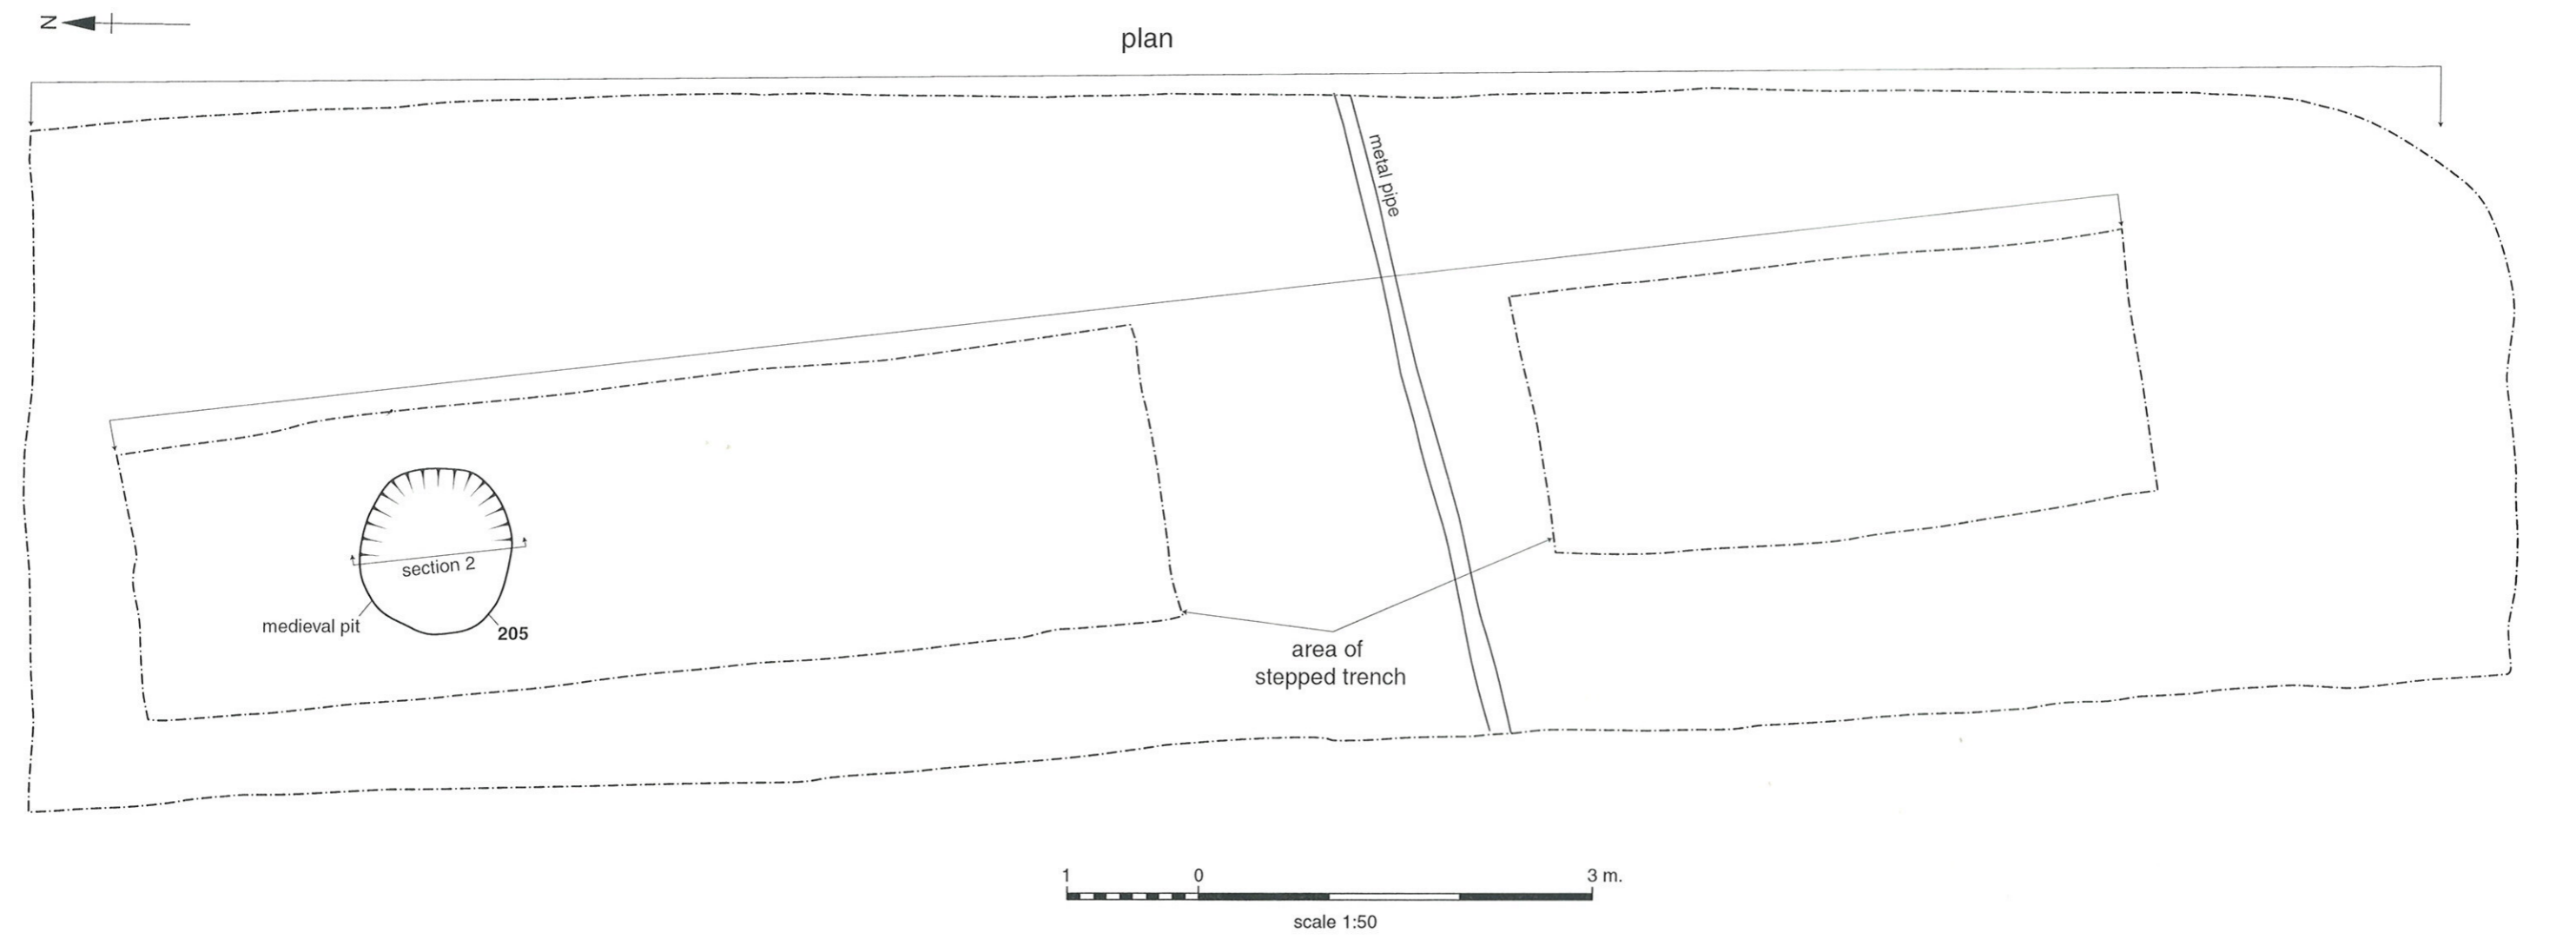 N
plan
metal pipe
section 2
medieval pit
205
area of
stepped trench
1 0 3 m.
scale 1:50